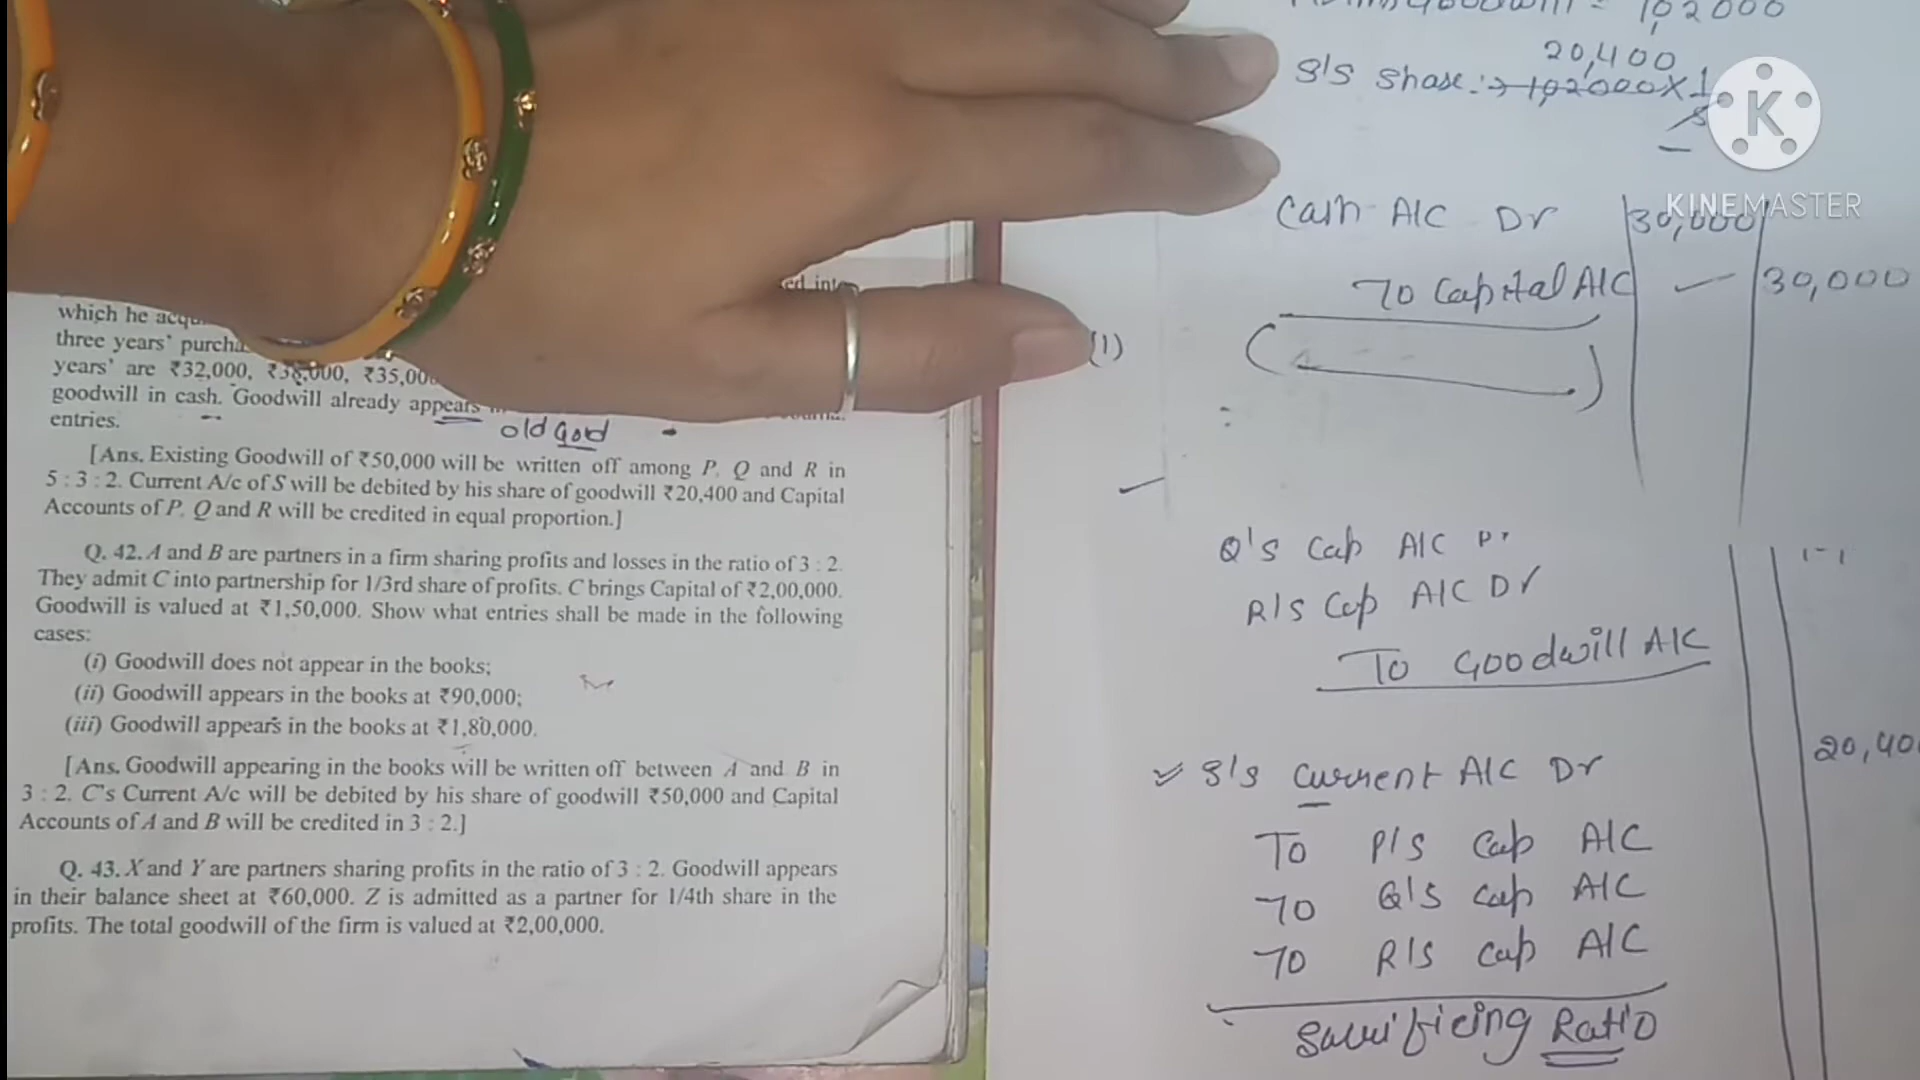 102000
20,400
S's Share :→ 102000 X 1
5
KINEMASTER
Cash A/C Dr 30,000
To Capital A/C 30,000
(1)
which he
three years' purcha
years' are ₹32,000, ₹38,000, ₹35,00
goodwill in cash. Goodwill already appears
entries.
old Good
[Ans. Existing Goodwill of ₹50,000 will be written off among P, Q and R in
5 : 3 : 2. Current A/c of S will be debited by his share of goodwill ₹20,400 and Capital
Accounts of P, Q and R will be credited in equal proportion.]
Q. 42. A and B are partners in a firm sharing profits and losses in the ratio of 3 : 2.
They admit C into partnership for 1/3rd share of profits. C brings Capital of ₹2,00,000.
Goodwill is valued at ₹1,50,000. Show what entries shall be made in the following
cases:
(i) Goodwill does not appear in the books;
(ii) Goodwill appears in the books at ₹90,000;
(iii) Goodwill appears in the books at ₹1,80,000.
[Ans. Goodwill appearing in the books will be written off between A and B in
3 : 2. C's Current A/c will be debited by his share of goodwill ₹50,000 and Capital
Accounts of A and B will be credited in 3 : 2.]
Q. 43. X and Y are partners sharing profits in the ratio of 3 : 2. Goodwill appears
in their balance sheet at ₹60,000. Z is admitted as a partner for 1/4th share in the
profits. The total goodwill of the firm is valued at ₹2,00,000.
Q's Cap A/C
R's Cap A/C Dr
To Goodwill A/C
S's Current A/C Dr 20,40
To P's Cap A/C
To Q's Cap A/C
To R's Cap A/C
Sacrificing Ratio